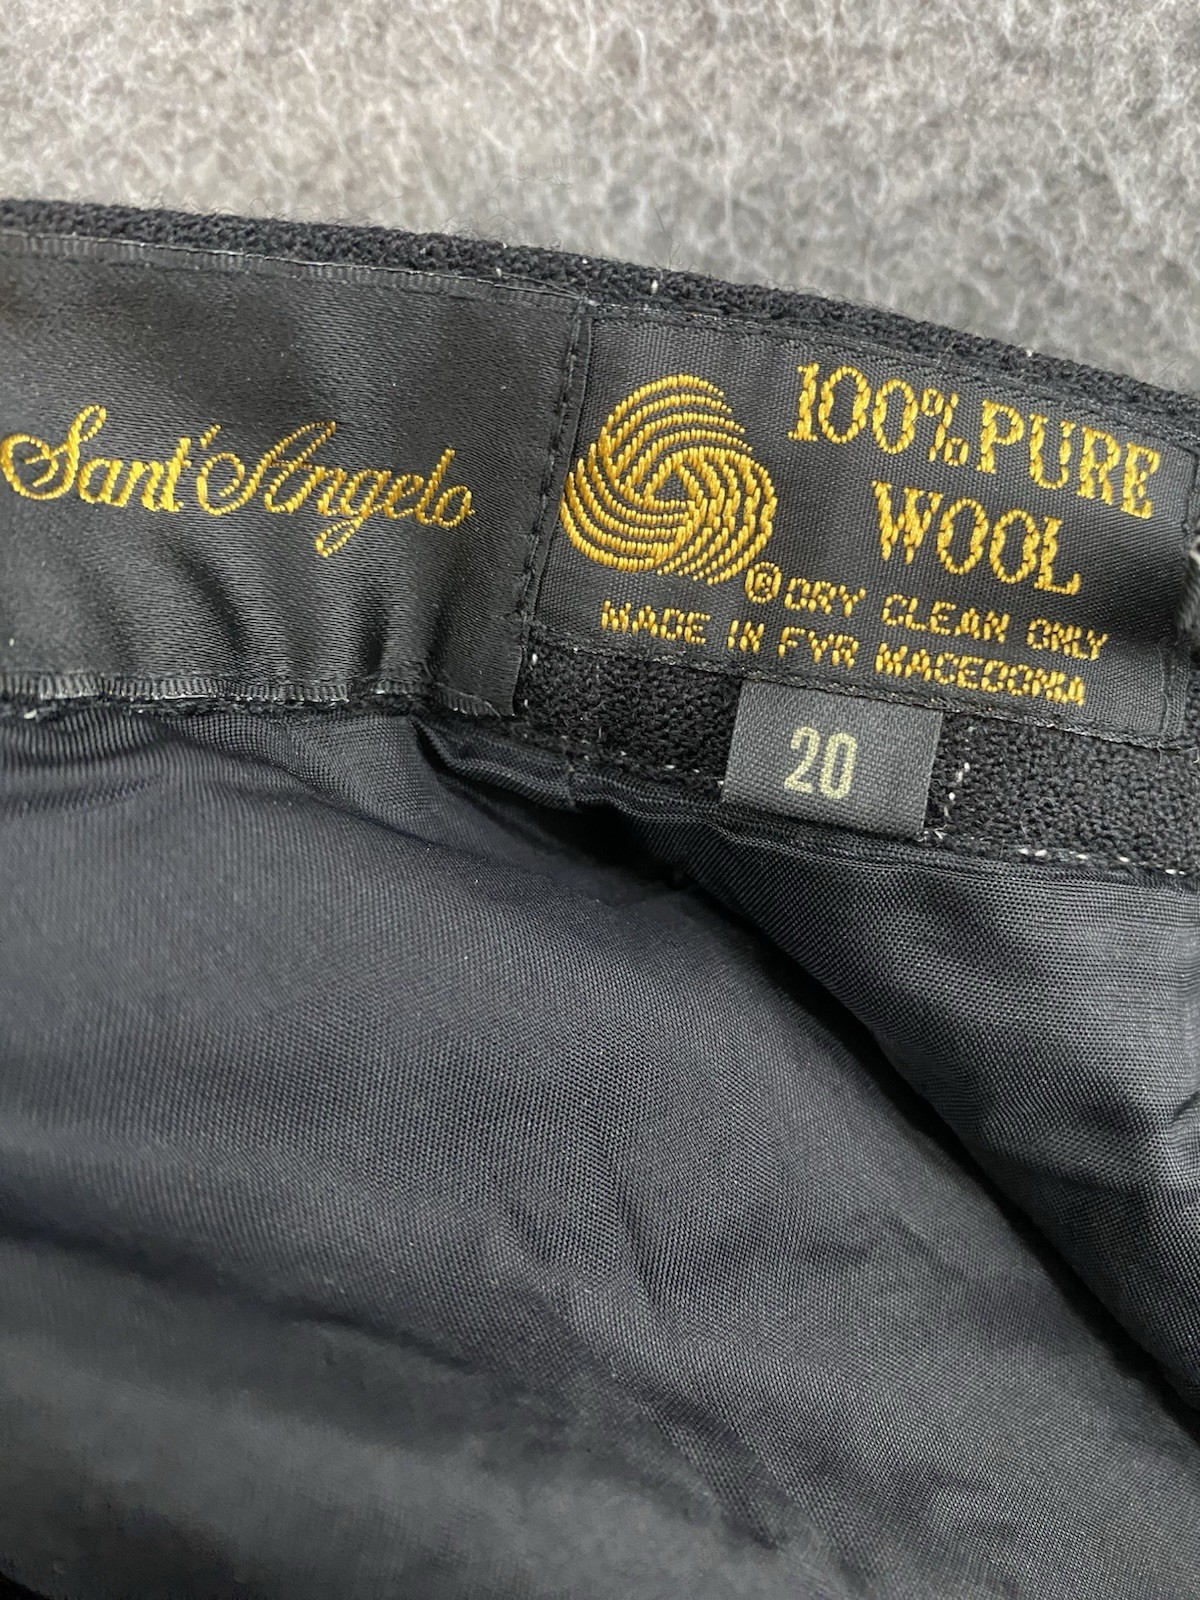 Sant'Angelo
100% PURE
WOOL
® DRY CLEAN ONLY
MADE IN FYR MACEDONIA
20